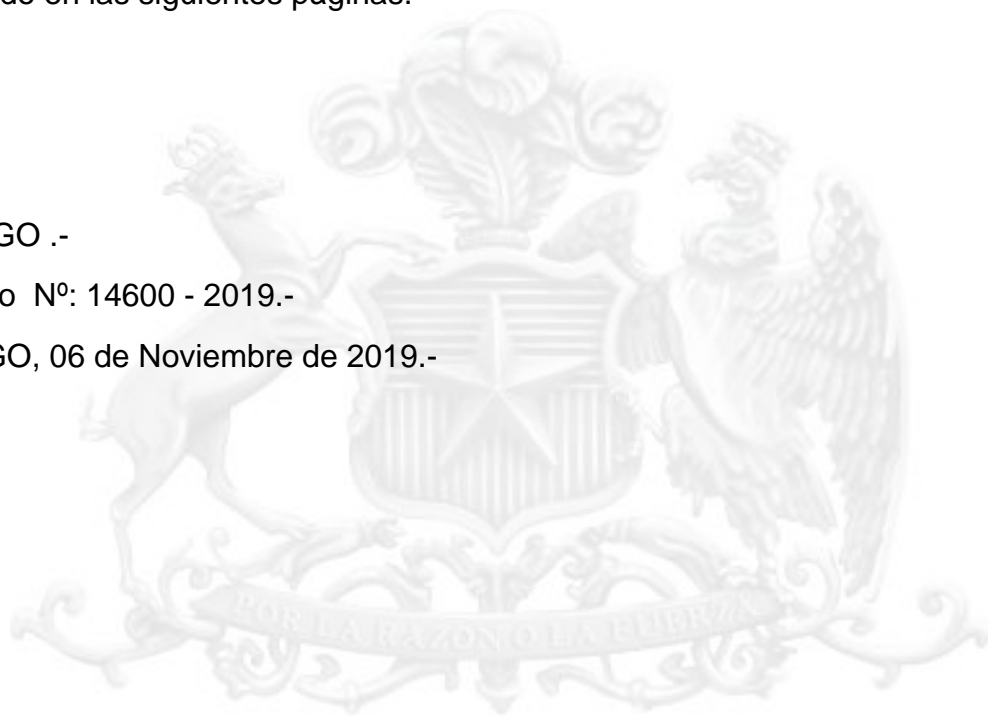 do en las siguientes páginas.
GO .-
o Nº: 14600 - 2019.-
GO, 06 de Noviembre de 2019.-
POR LA RAZON O LA FUERZA